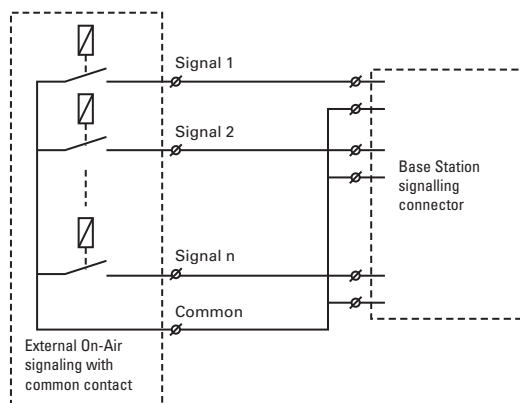 Signal 1
Signal 2
Base Station
signalling
connector
Signal n
Common
External On-Air
signaling with
common contact